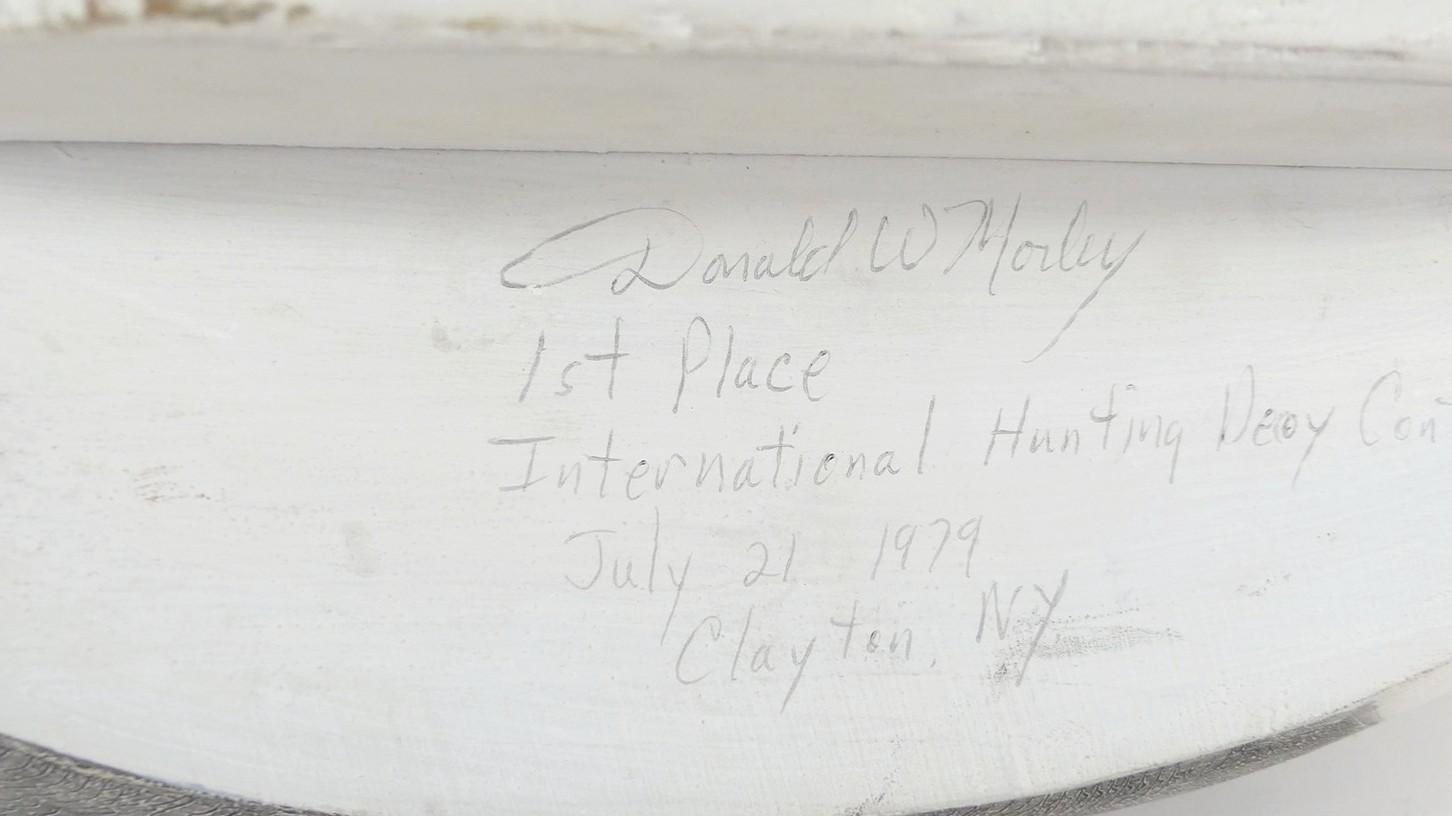 Donald W Morley
1st Place
International Hunting Decoy Con
July 21 1979
Clayton, NY